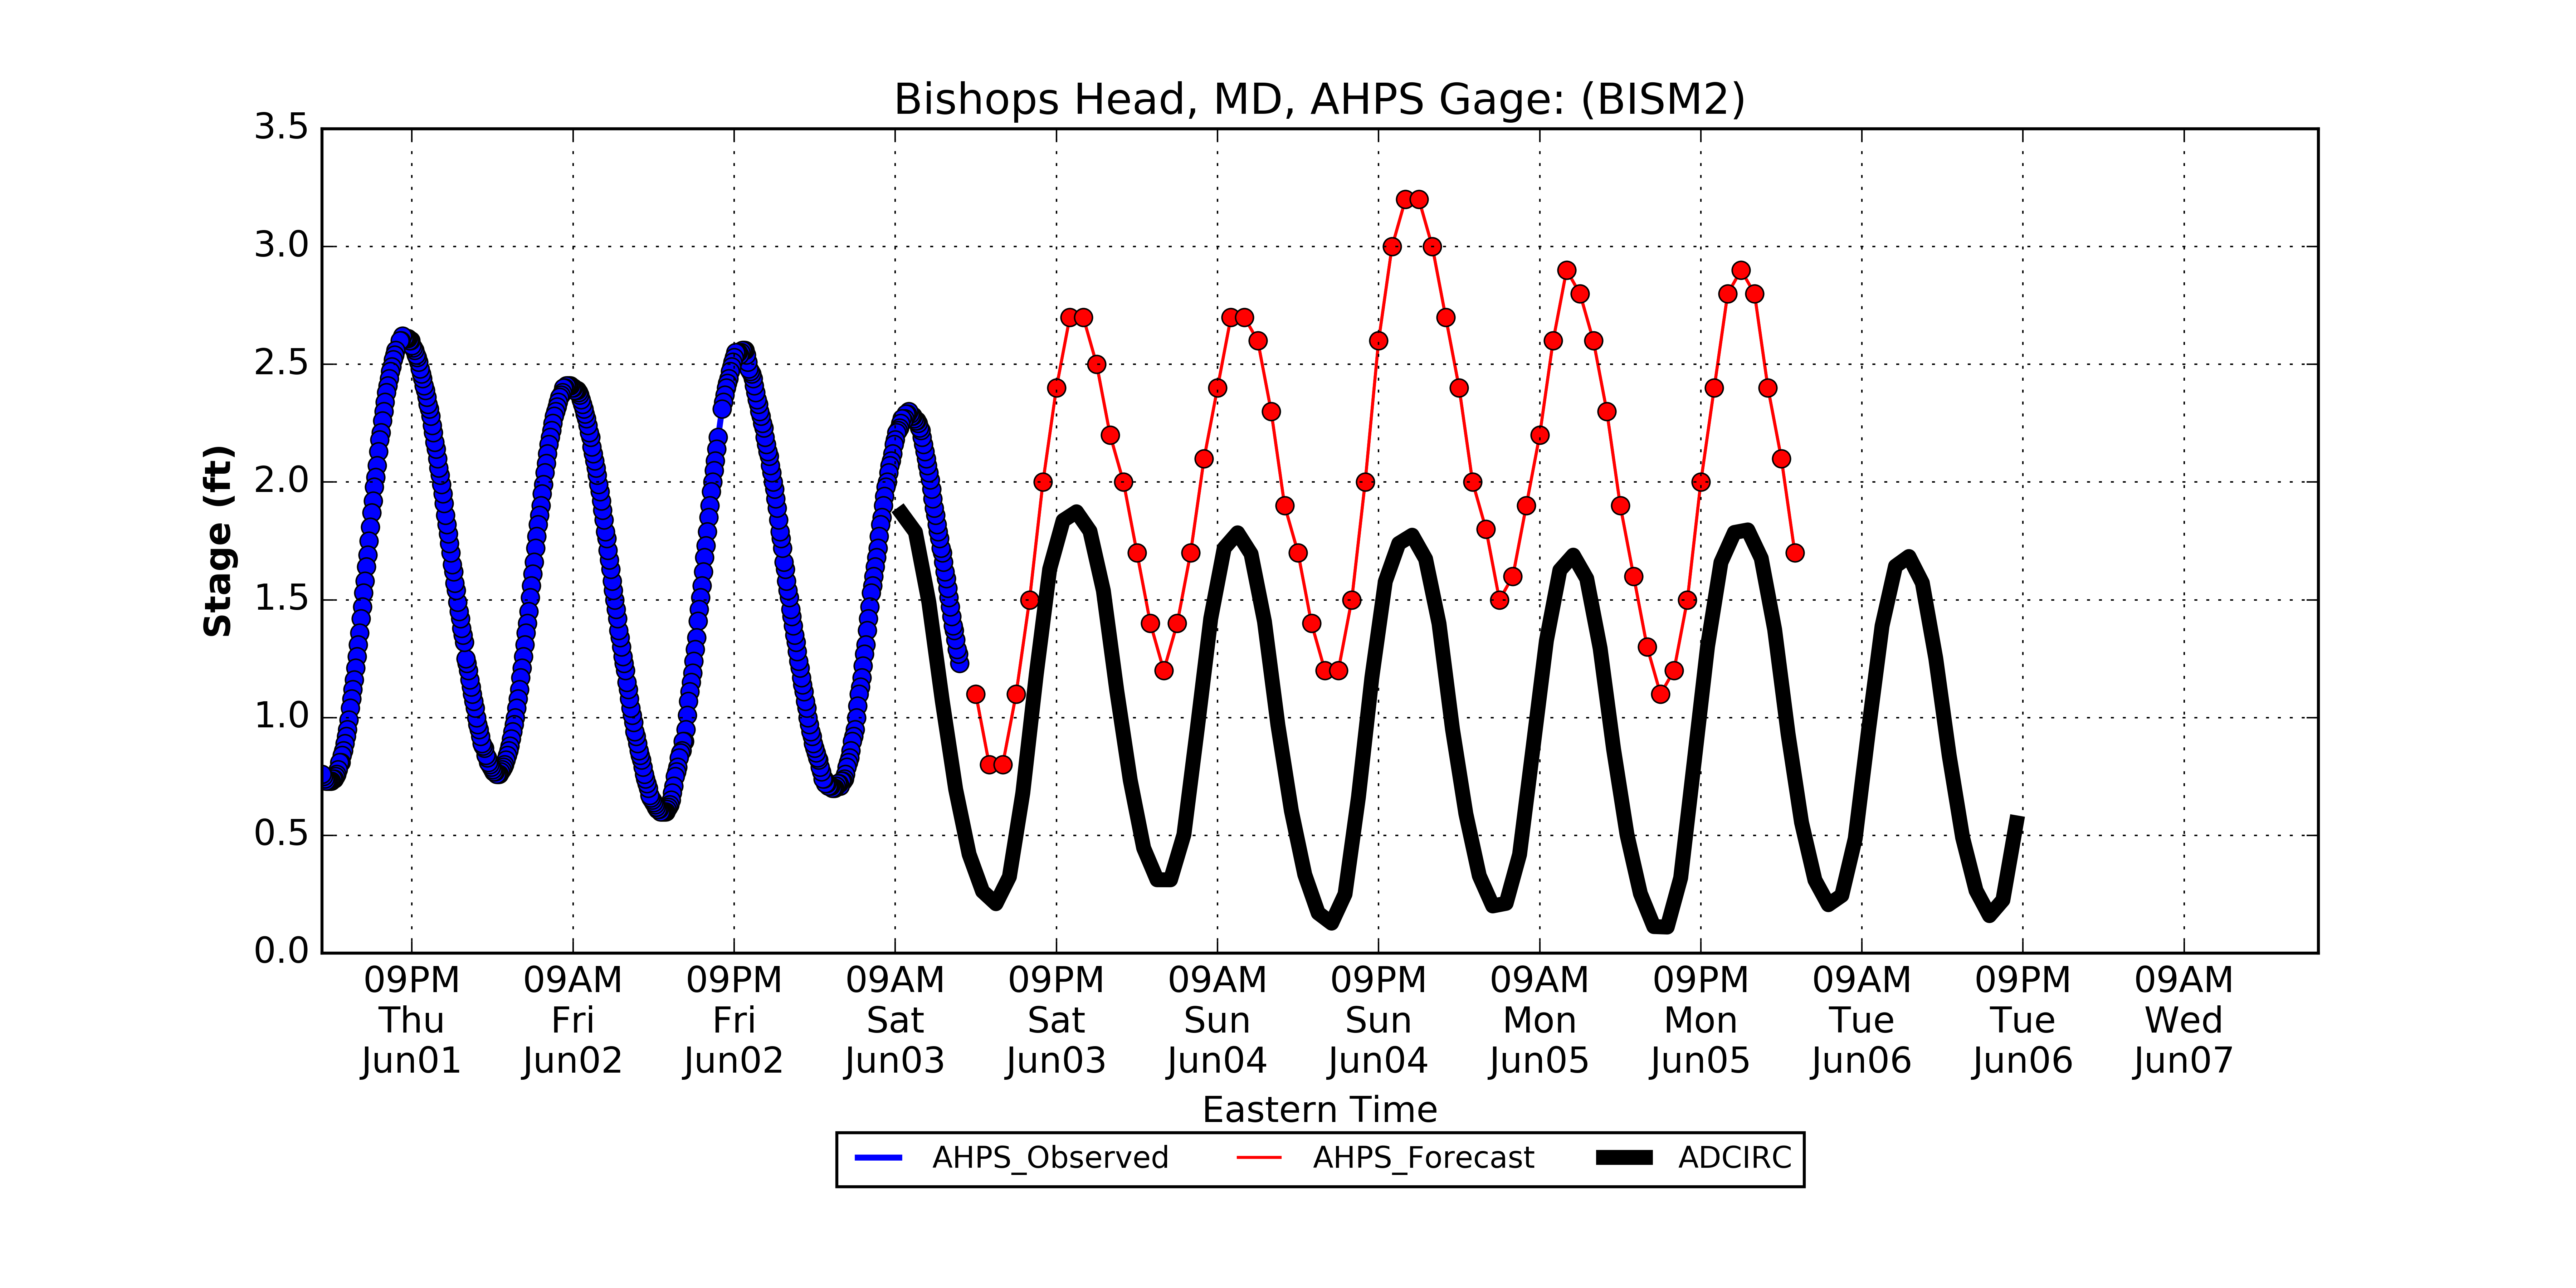 Bishops Head, MD, AHPS Gage: (BISM2)
3.5
3.0
2.5
2.0
1.5
1.0
0.5
0.0
Stage (ft)
09PM 09AM 09PM 09AM 09PM 09AM 09PM 09AM 09PM 09AM 09PM 09AM
Thu Fri Fri Sat Sat Sun Sun Mon Mon Tue Tue Wed
Jun01 Jun02 Jun02 Jun03 Jun03 Jun04 Jun04 Jun05 Jun05 Jun06 Jun06 Jun07
Eastern Time
AHPS_Observed AHPS_Forecast ADCIRC